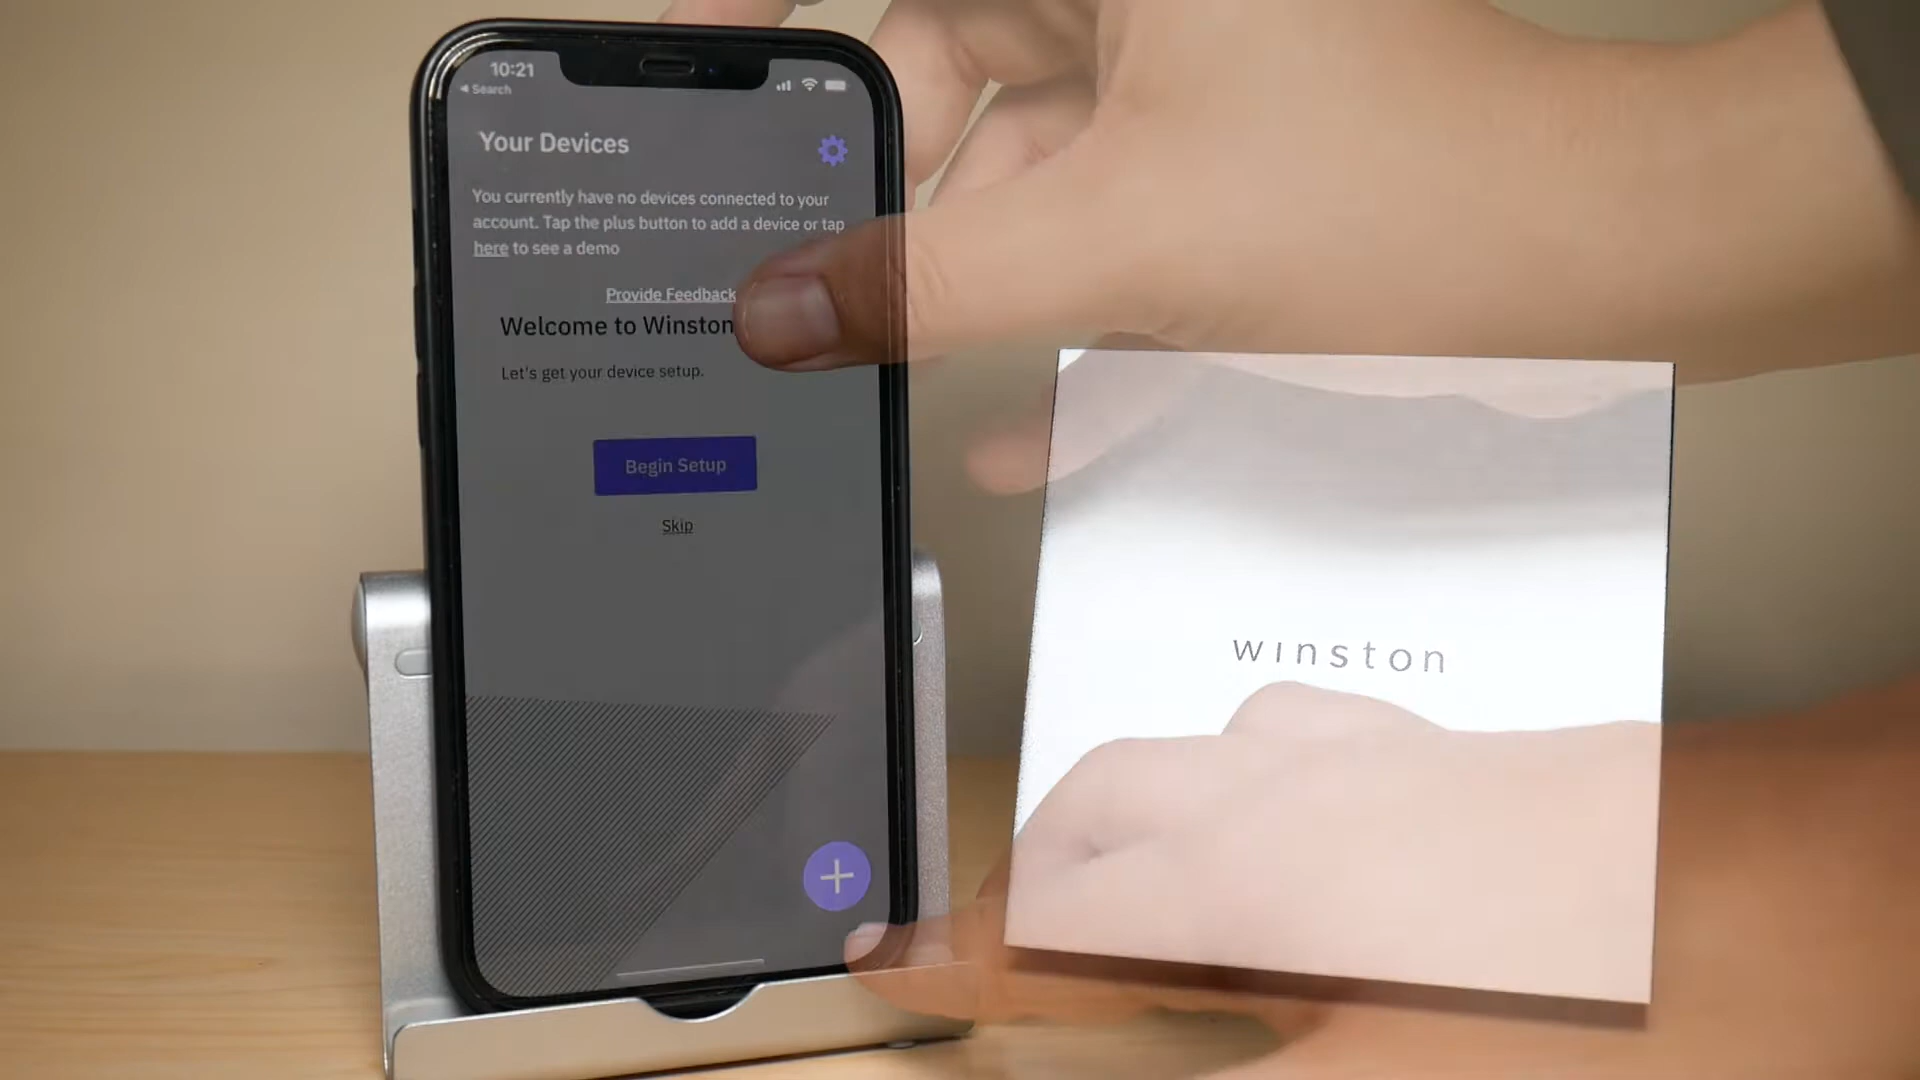 10:21
Search
Your Devices
You currently have no devices connected to your
account. Tap the plus button to add a device or tap
here to see a demo
Provide Feedback
Welcome to Winston
Let's get your device setup.
Begin Setup
Skip
winston